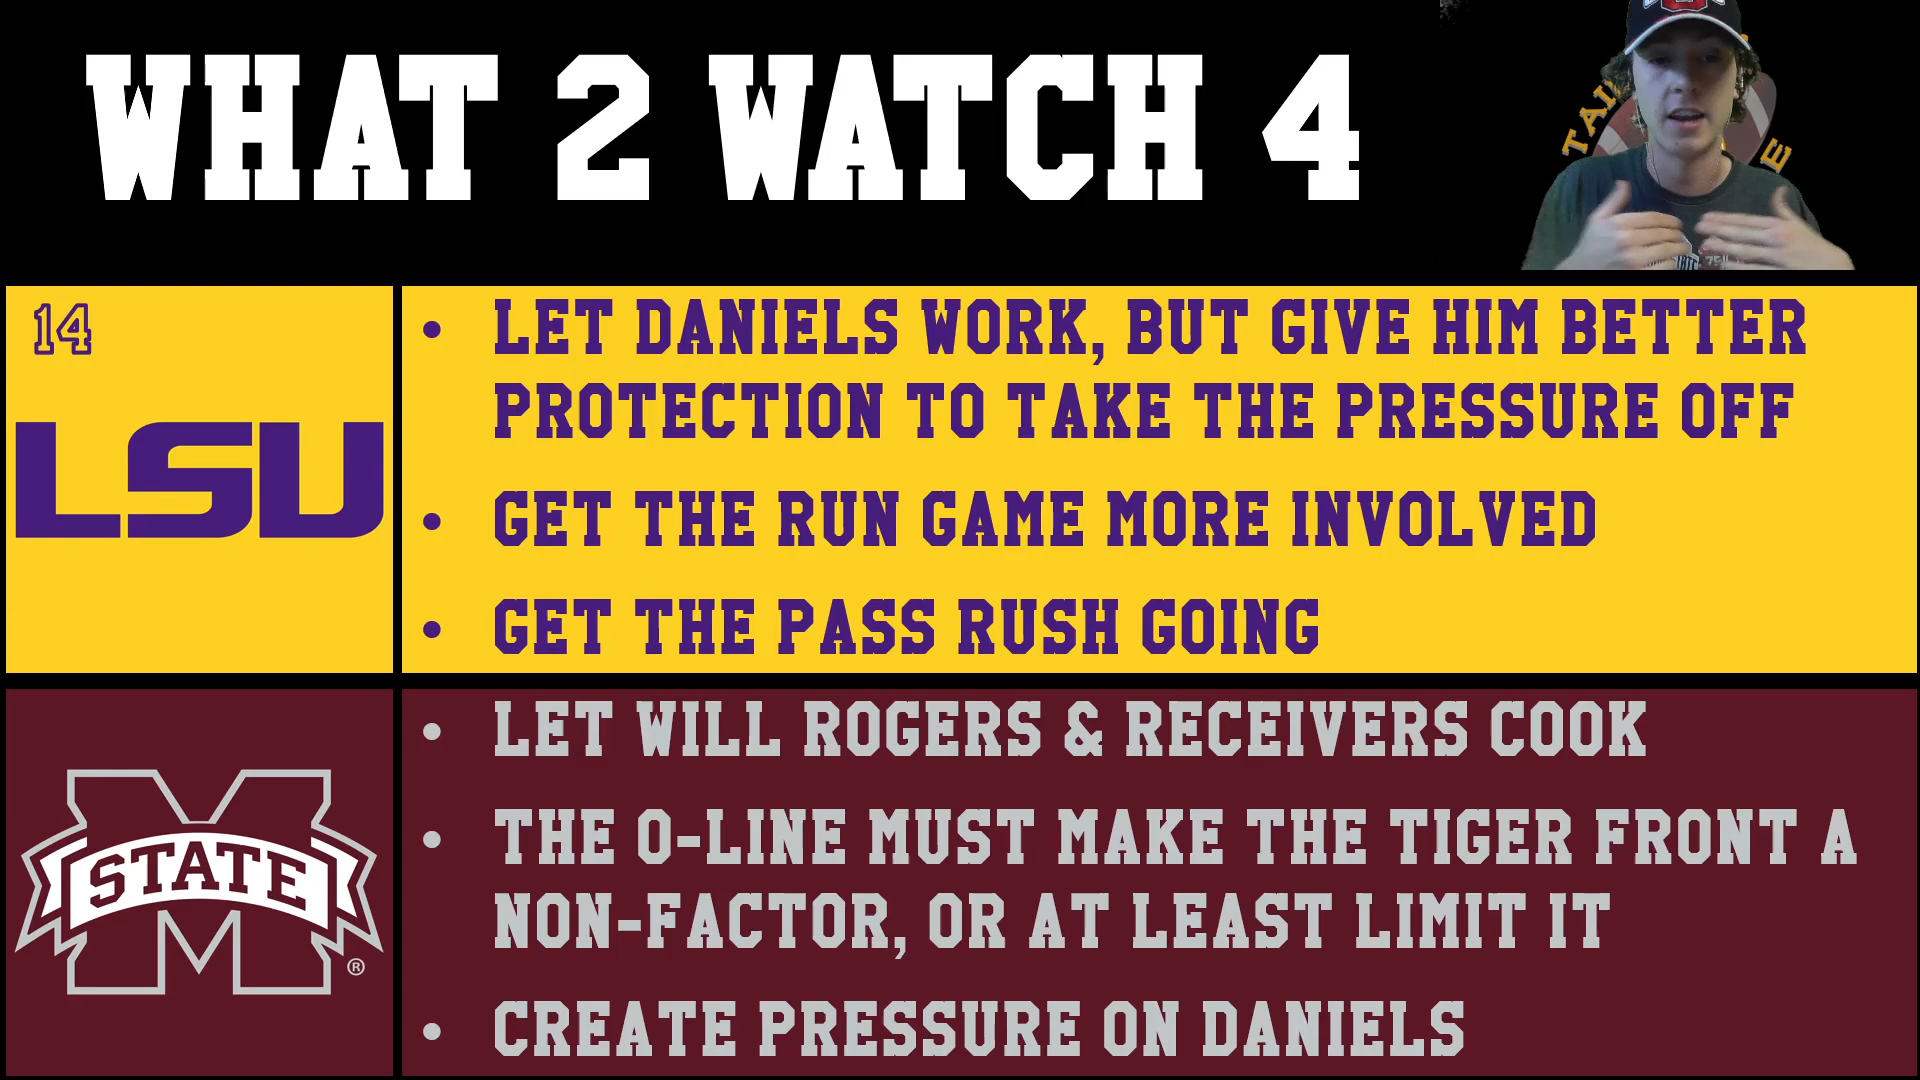 WHAT 2 WATCH 4
TAIL
E
14
LSU
• LET DANIELS WORK, BUT GIVE HIM BETTER
PROTECTION TO TAKE THE PRESSURE OFF
• GET THE RUN GAME MORE INVOLVED
• GET THE PASS RUSH GOING
STATE
M
®
• LET WILL ROGERS & RECEIVERS COOK
• THE O-LINE MUST MAKE THE TIGER FRONT A
NON-FACTOR, OR AT LEAST LIMIT IT
• CREATE PRESSURE ON DANIELS